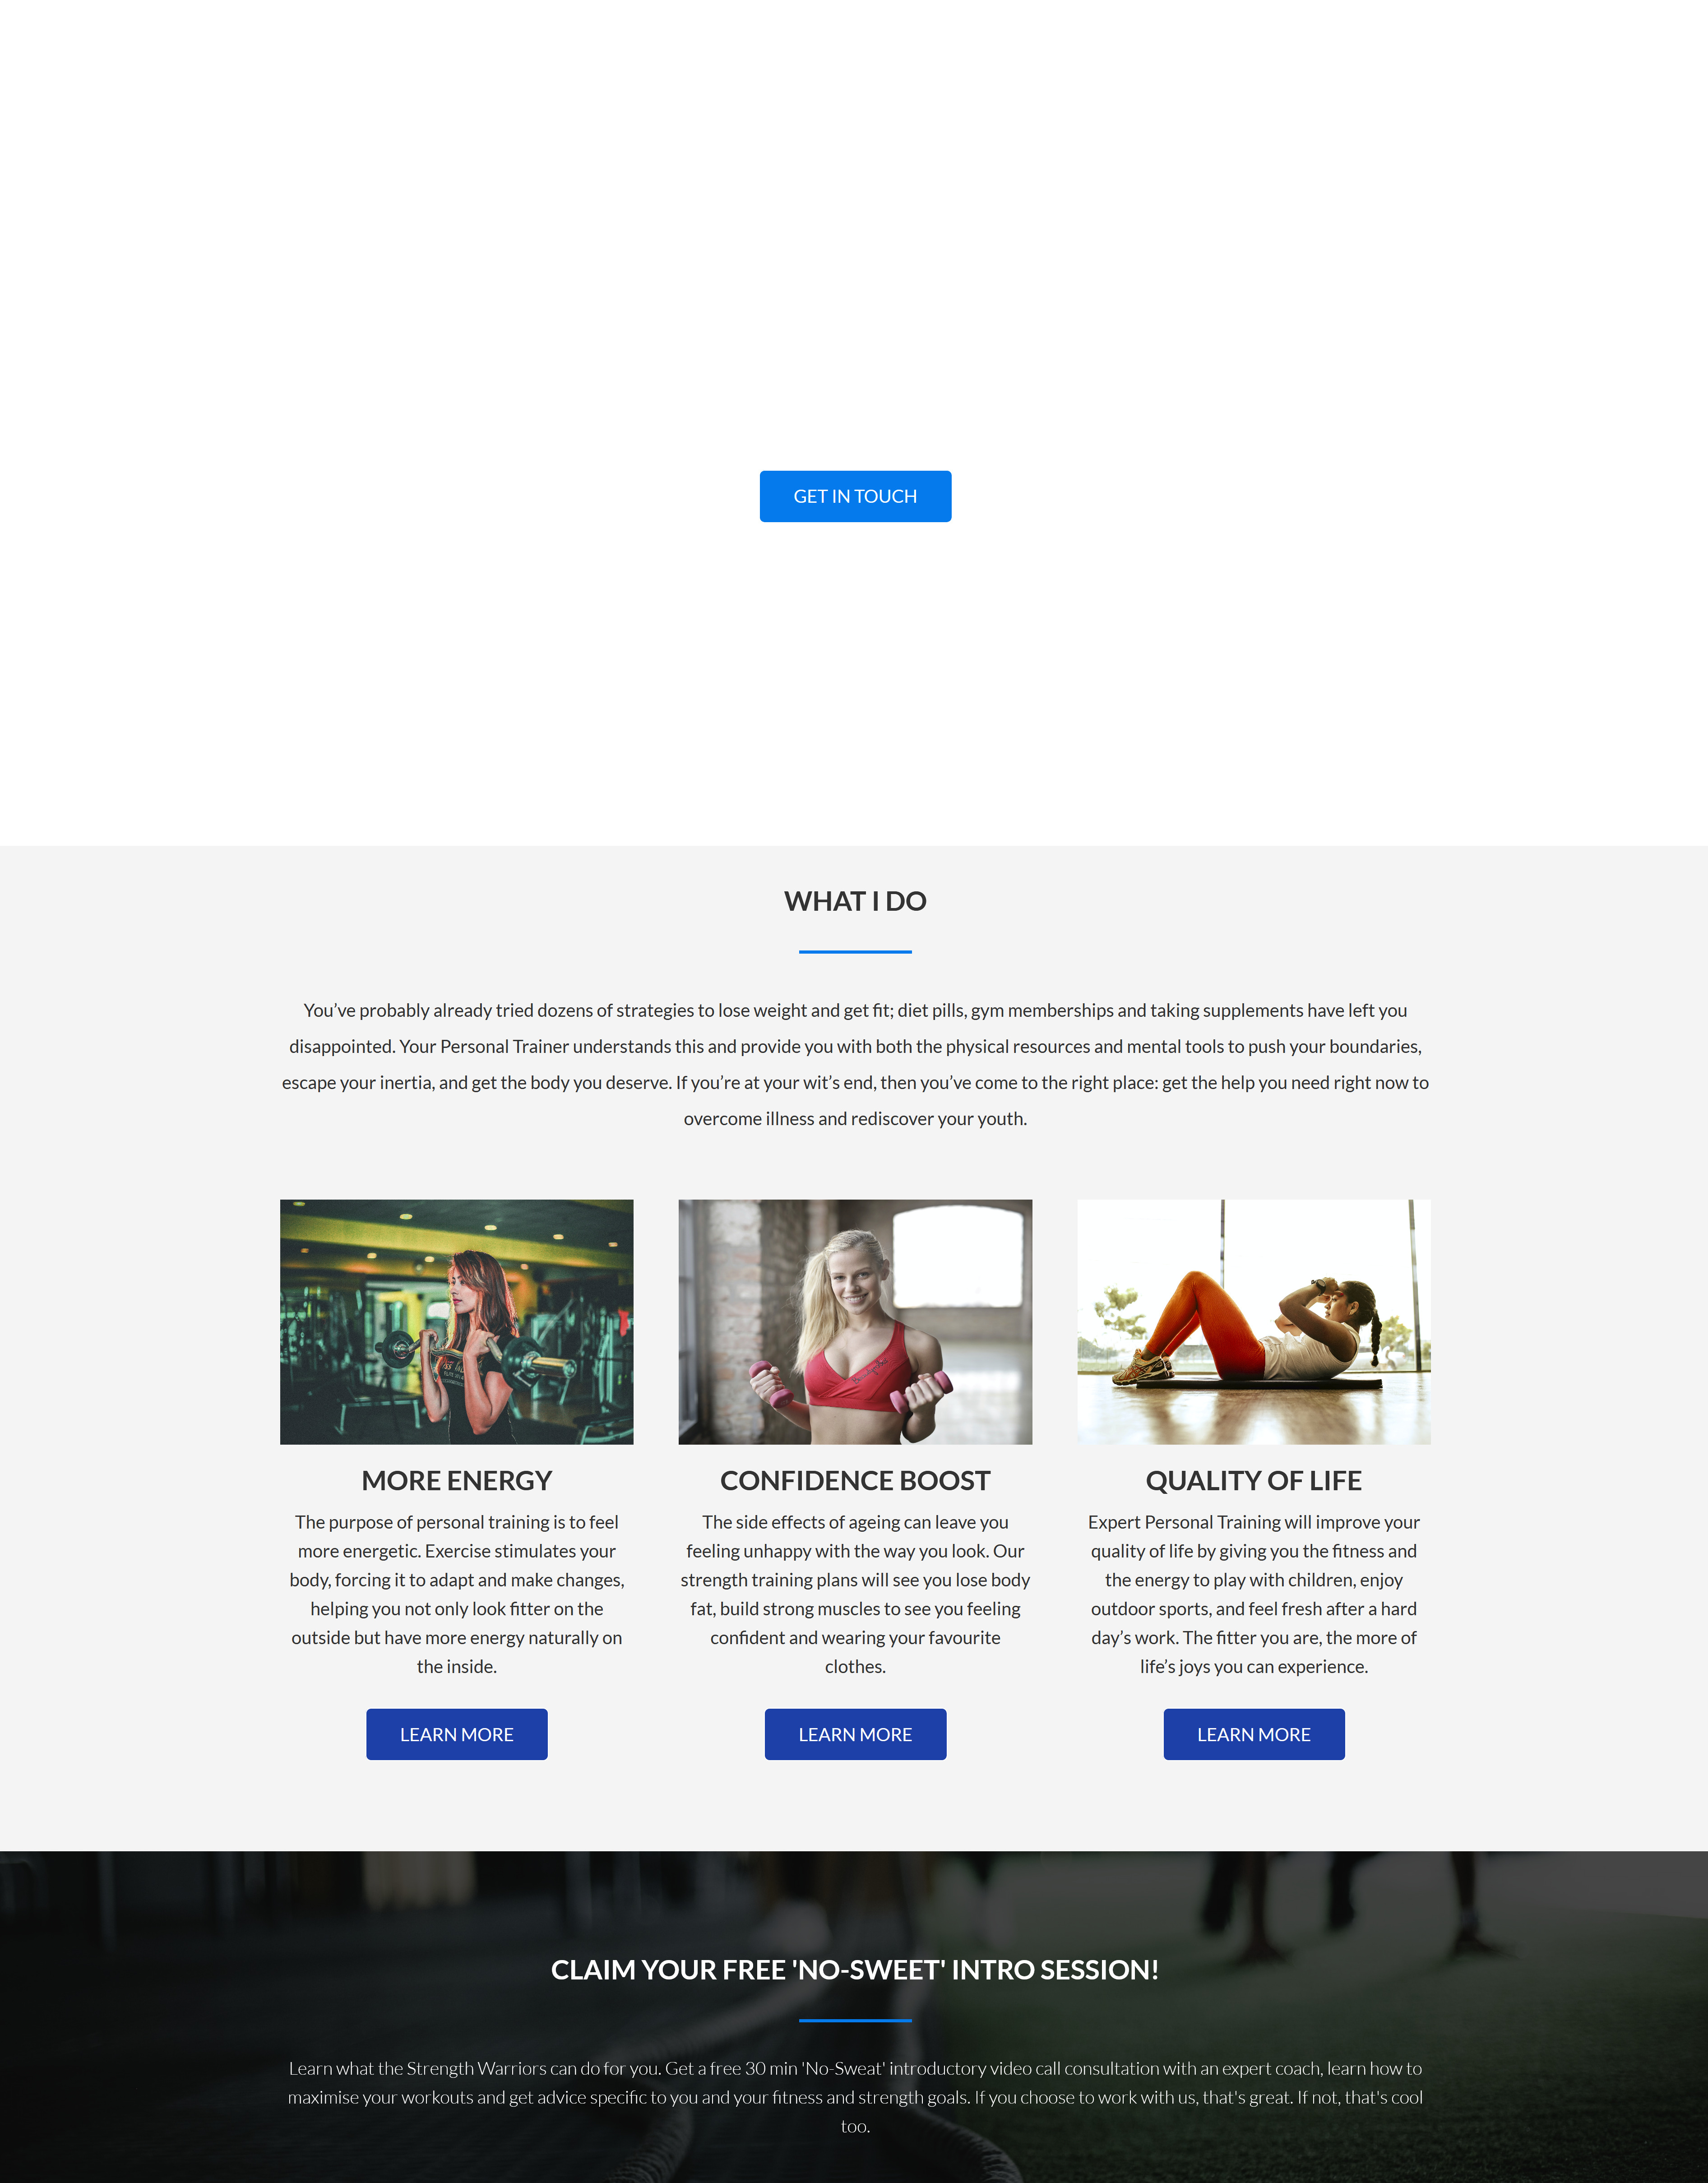 GET IN TOUCH
WHAT I DO
You’ve probably already tried dozens of strategies to lose weight and get fit; diet pills, gym memberships and taking supplements have left you
disappointed. Your Personal Trainer understands this and provide you with both the physical resources and mental tools to push your boundaries,
escape your inertia, and get the body you deserve. If you’re at your wit’s end, then you’ve come to the right place: get the help you need right now to
overcome illness and rediscover your youth.
MORE ENERGY
The purpose of personal training is to feel
more energetic. Exercise stimulates your
body, forcing it to adapt and make changes,
helping you not only look fitter on the
outside but have more energy naturally on
the inside.
LEARN MORE
CONFIDENCE BOOST
The side effects of ageing can leave you
feeling unhappy with the way you look. Our
strength training plans will see you lose body
fat, build strong muscles to see you feeling
confident and wearing your favourite
clothes.
LEARN MORE
QUALITY OF LIFE
Expert Personal Training will improve your
quality of life by giving you the fitness and
the energy to play with children, enjoy
outdoor sports, and feel fresh after a hard
day’s work. The fitter you are, the more of
life’s joys you can experience.
LEARN MORE
CLAIM YOUR FREE 'NO-SWEET' INTRO SESSION!
Learn what the Strength Warriors can do for you. Get a free 30 min 'No-Sweat' introductory video call consultation with an expert coach, learn how to
maximise your workouts and get advice specific to you and your fitness and strength goals. If you choose to work with us, that's great. If not, that's cool
too.